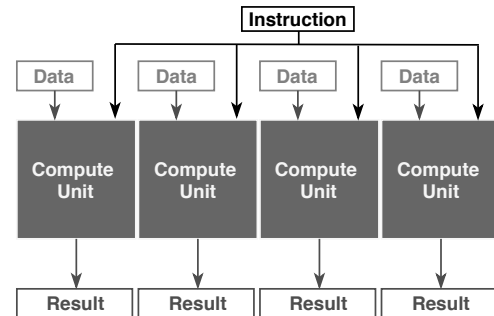 Instruction
Data Data Data Data
Compute Compute Compute Compute
Unit Unit Unit Unit
Result Result Result Result